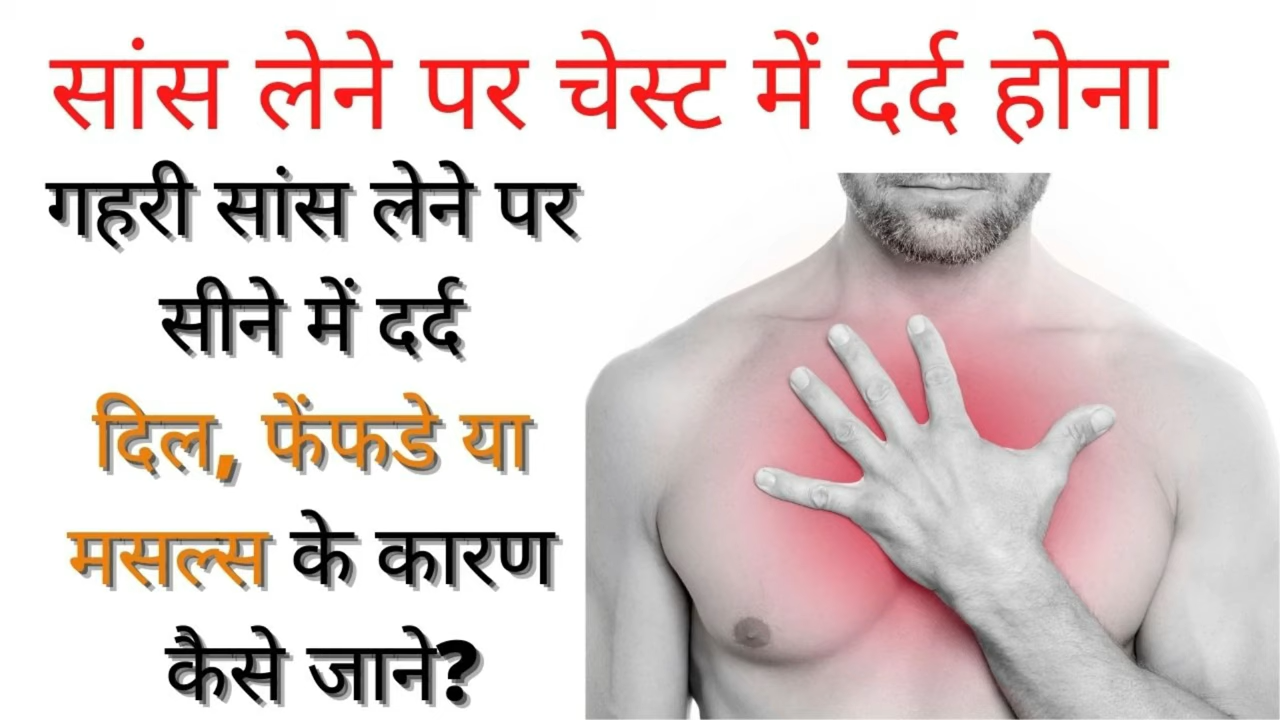 सांस लेने पर चेस्ट में दर्द होना
गहरी सांस लेने पर
सीने में दर्द
दिल, फेंफडे या
मसल्स के कारण
कैसे जाने?